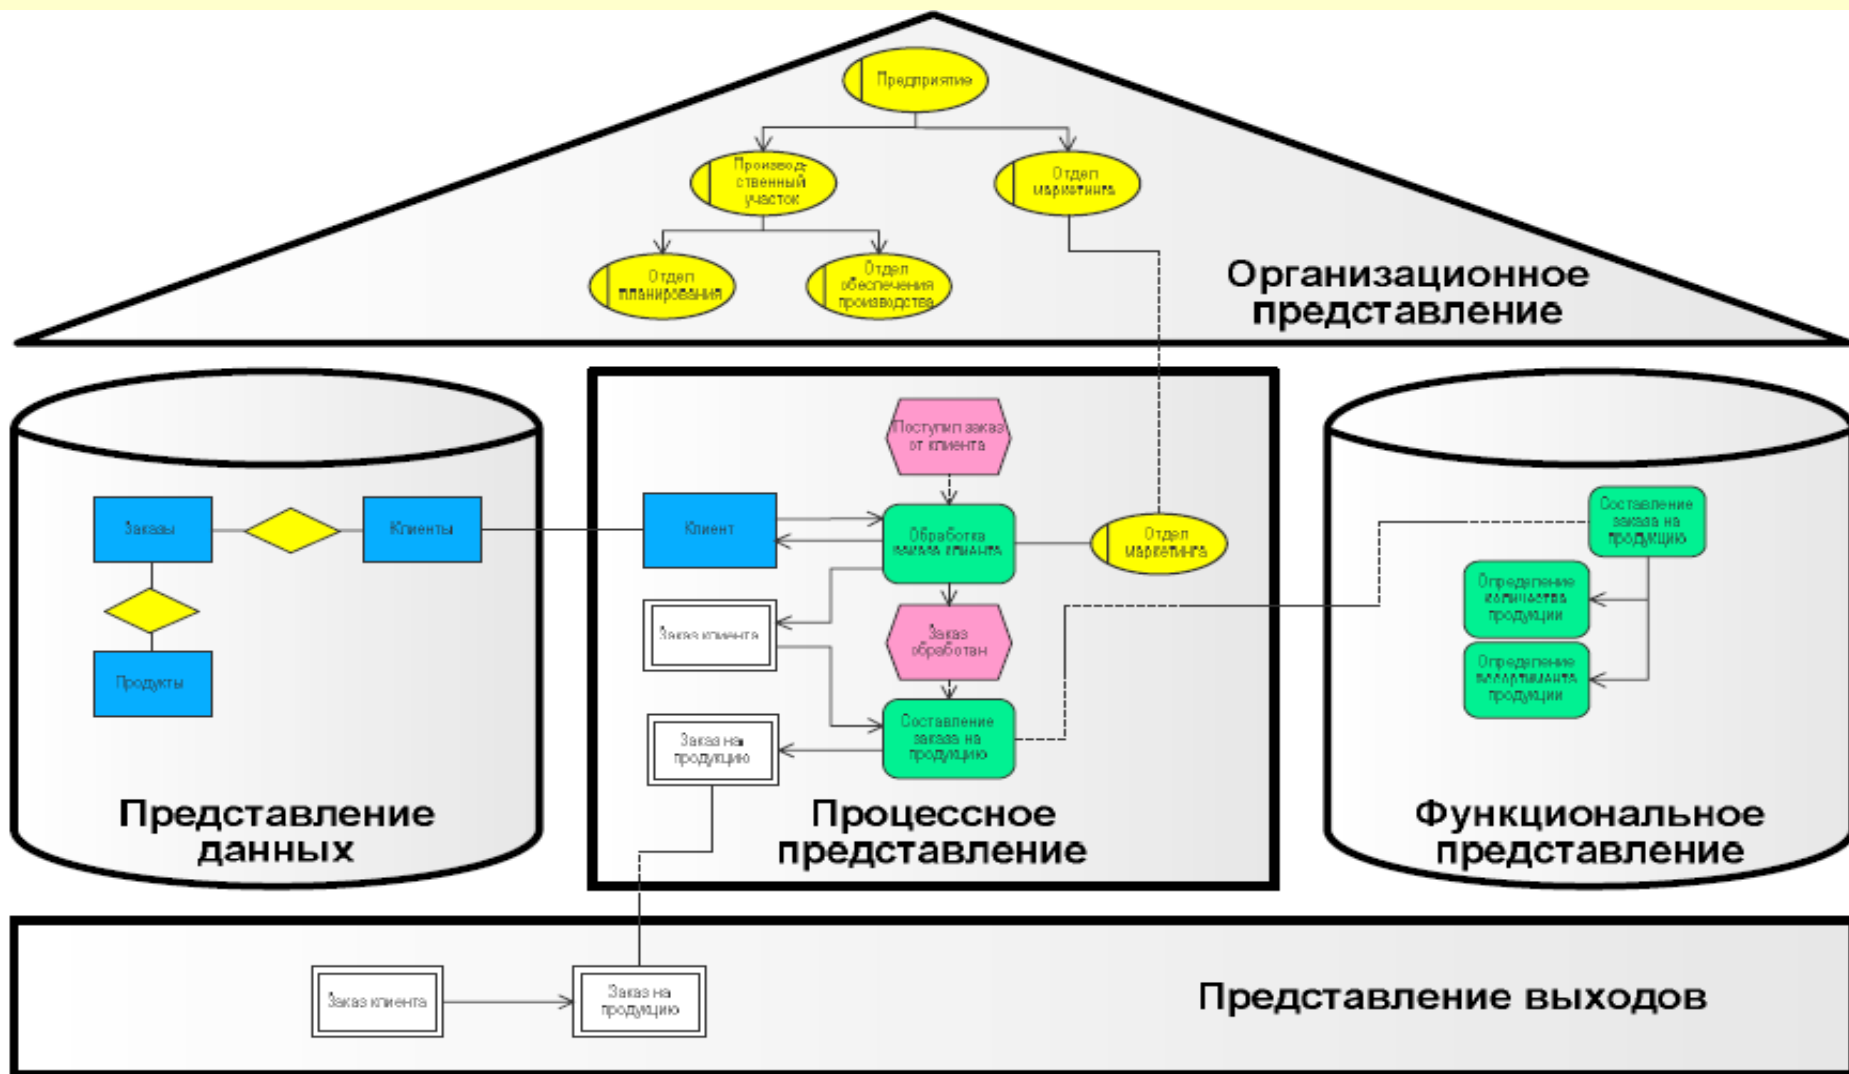 Предприятие
Производ-
ственный
участок
Отдел
маркетинга
Отдел
планирования
Отдел
обеспечения
производства
Организационное
представление
Заказы
Клиенты
Продукты
Представление
данных
Поступил заказ
от клиента
Клиент
Обработка
заказа клиента
Отдел
маркетинга
Заказ клиента
Заказ
обработан
Заказ на
продукцию
Составление
заказа на
продукцию
Процессное
представление
Составление
заказа на
продукцию
Определение
количества
продукции
Определение
ассортимента
продукции
Функциональное
представление
Заказ клиента
Заказ на
продукцию
Представление выходов